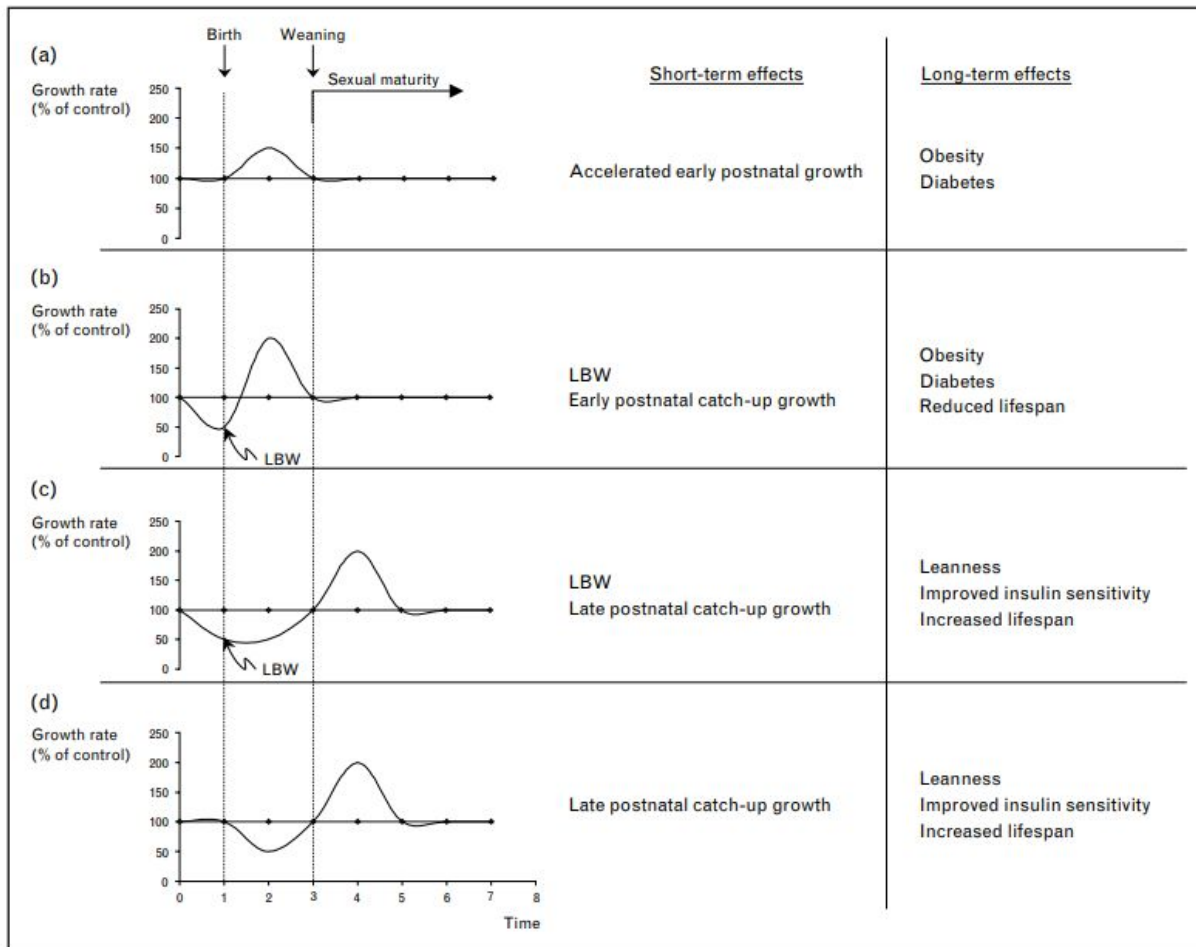 Birth Weaning
(a)
Sexual maturity
Short-term effects
Long-term effects
Growth rate
(% of control)
250
200
150
100
50
0
Accelerated early postnatal growth
Obesity
Diabetes
(b)
Growth rate
(% of control)
250
200
150
100
50
0
LBW
LBW
Early postnatal catch-up growth
Obesity
Diabetes
Reduced lifespan
(c)
Growth rate
(% of control)
250
200
150
100
50
0
LBW
LBW
Late postnatal catch-up growth
Leanness
Improved insulin sensitivity
Increased lifespan
(d)
Growth rate
(% of control)
250
200
150
100
50
0
Late postnatal catch-up growth
Leanness
Improved insulin sensitivity
Increased lifespan
0 1 2 3 4 5 6 7 8
Time